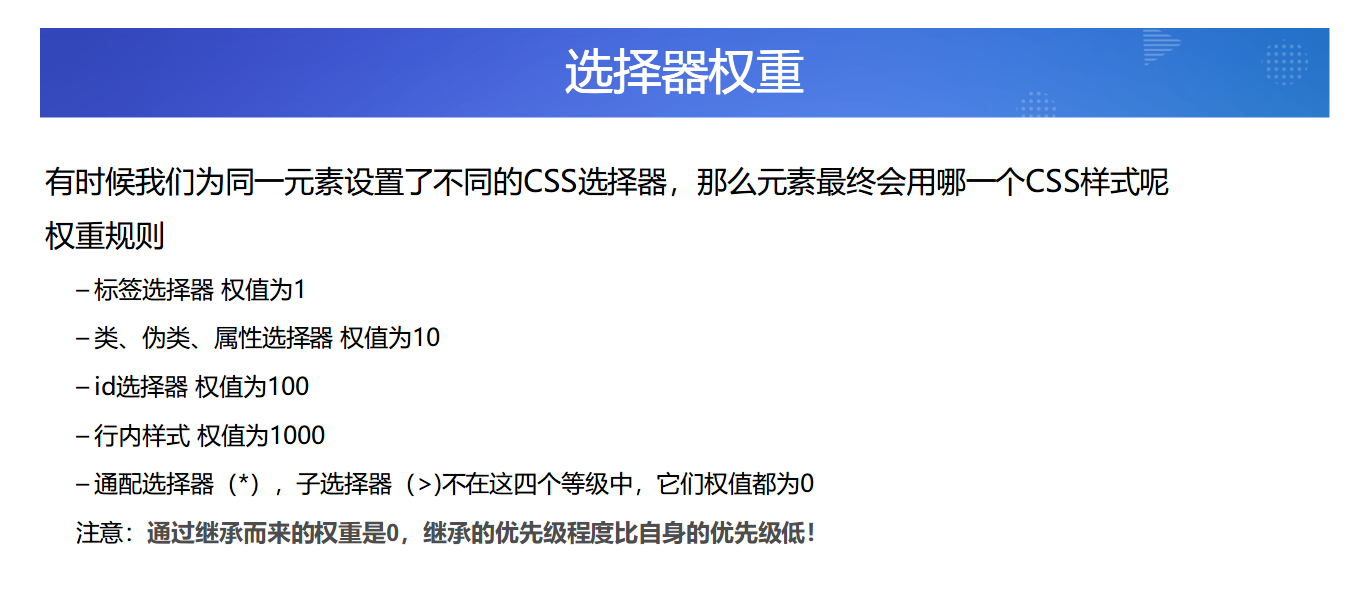 选择器权重
有时候我们为同一元素设置了不同的CSS选择器，那么元素最终会用哪一个CSS样式呢
权重规则
– 标签选择器 权值为1
– 类、伪类、属性选择器 权值为10
– id选择器 权值为100
– 行内样式 权值为1000
– 通配选择器（*），子选择器（>)不在这四个等级中，它们权值都为0
注意：通过继承而来的权重是0，继承的优先级程度比自身的优先级低！